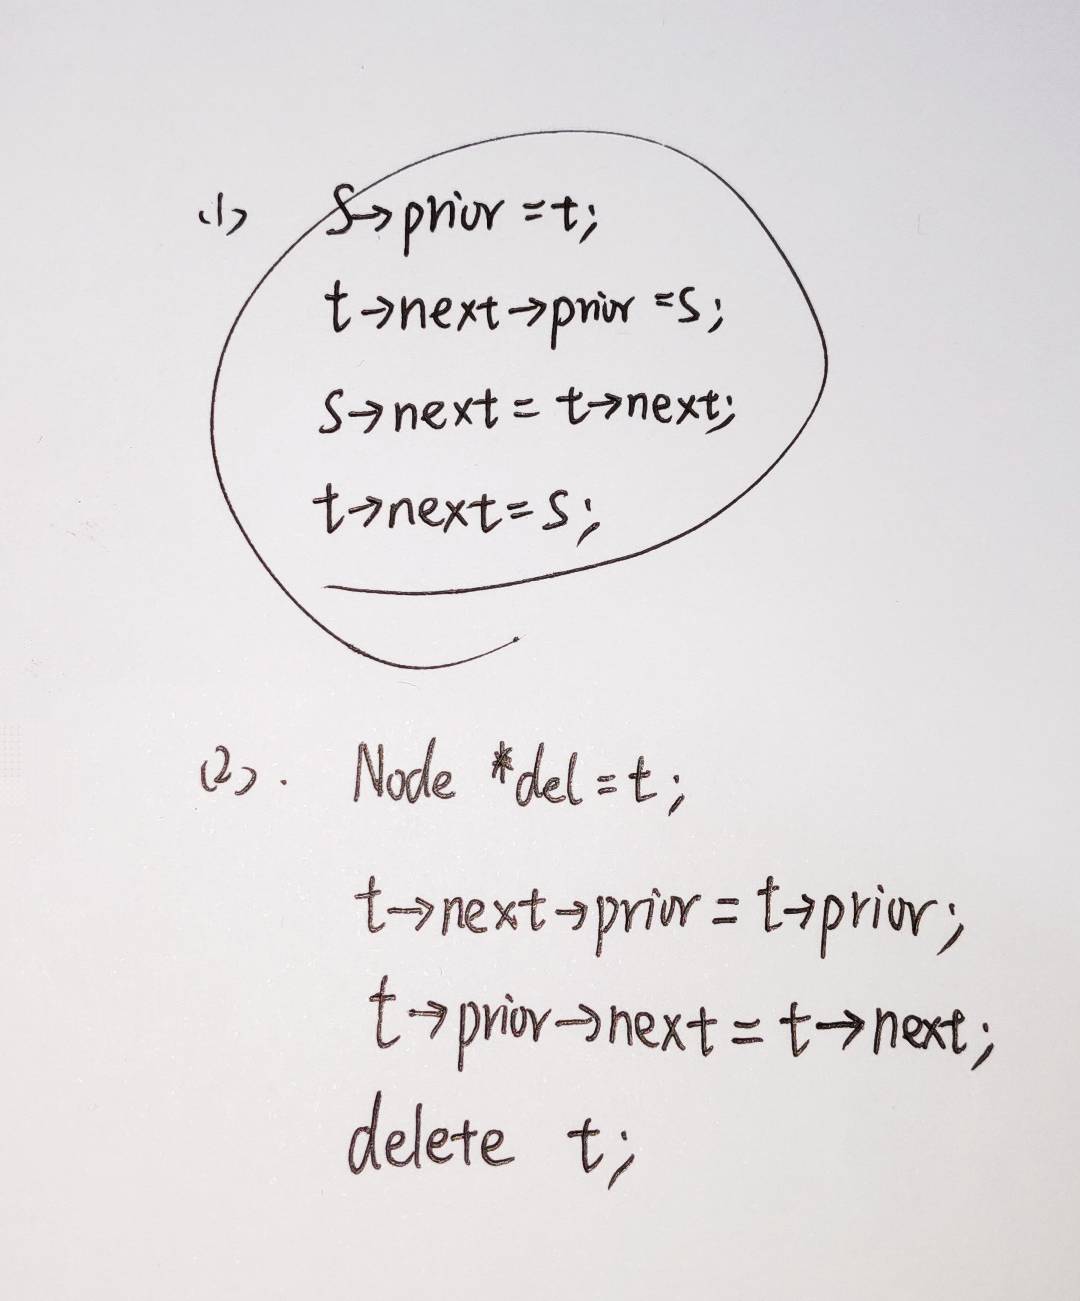 (1) S→prior=t;
t→next→prior=S;
S→next=t→next;
t→next=S;
(2). Node *del=t;
t→next→prior=t→prior;
t→prior→next=t→next;
delete t;